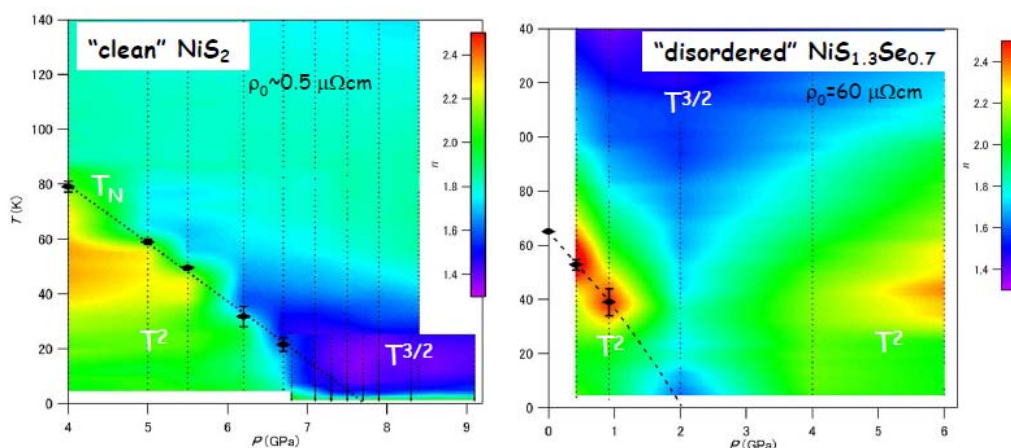 "clean" NiS₂
ρ₀~0.5 μΩcm
T_N
T²
T³/²
140
120
100
80
60
40
20
0
T (K)
4
5
6
7
8
9
P (GPa)
2.4
2.2
2.0
1.8
1.6
1.4
n
"disordered" NiS₁.₃Se₀.₇
ρ₀=60 μΩcm
T³/²
T²
T²
40
20
00
80
60
40
20
0
0
1
2
3
4
5
6
P (GPa)
2.4
2.2
2.0
1.8
1.6
1.4
n